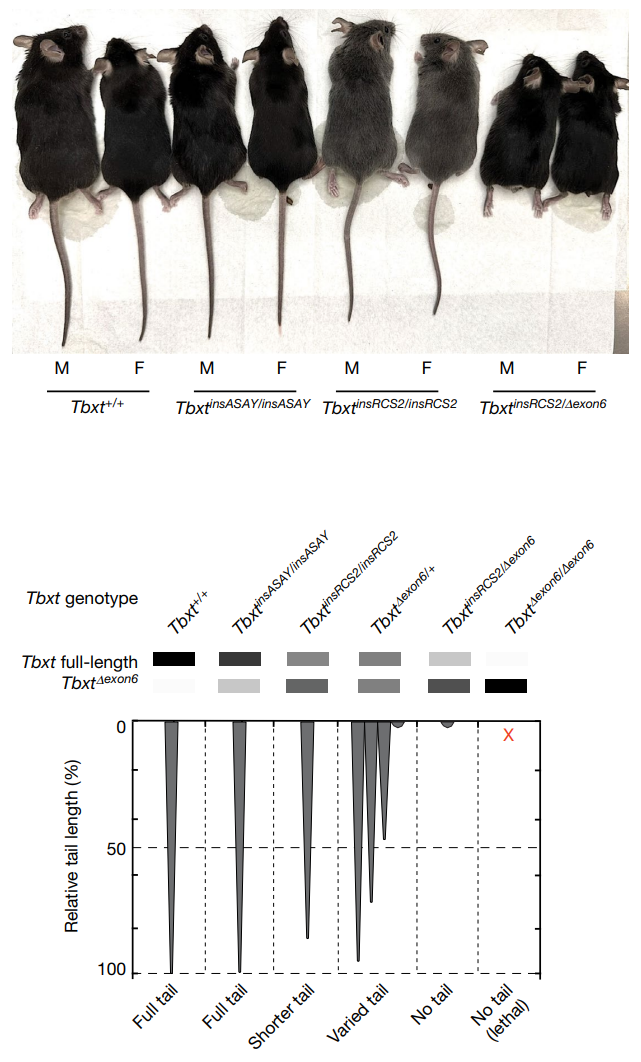 M F M F M F M F
Tbxt+/+ TbxtinsASAY/insASAY TbxtinsRCS2/insRCS2 TbxtinsRCS2/Δexon6
Tbxt genotype
Tbxt+/+
TbxtinsASAY/insASAY
TbxtinsRCS2/insRCS2
TbxtΔexon6/+
TbxtinsRCS2/Δexon6
TbxtΔexon6/Δexon6
Tbxt full-length
TbxtΔexon6
Relative tail length (%)
0
50
100
X
Full tail
Full tail
Shorter tail
Varied tail
No tail
No tail
(lethal)